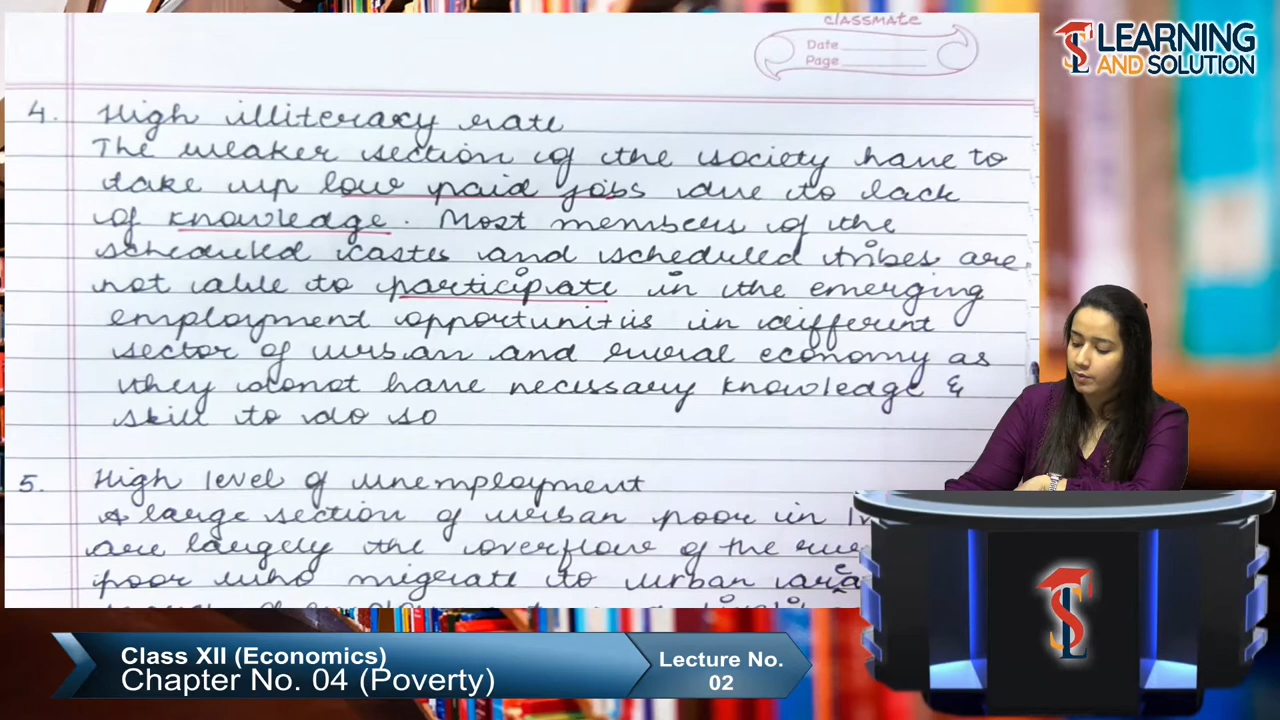 classmate
Date
Page
LEARNING
AND SOLUTION
4. High illiteracy rate
The weaker section of the society have to
take up low paid jobs due to lack
of knowledge. Most members of the
scheduled castes and scheduled tribes are
not able to participate in the emerging
employment opportunities in different
sector of urban and rural economy as
they donot have necessary knowledge &
skill to do so
5. High level of unemployment
A large section of urban poor in
are largely the overflow of the
poor who migrate to urban
Class XII (Economics)
Chapter No. 04 (Poverty)
Lecture No.
02